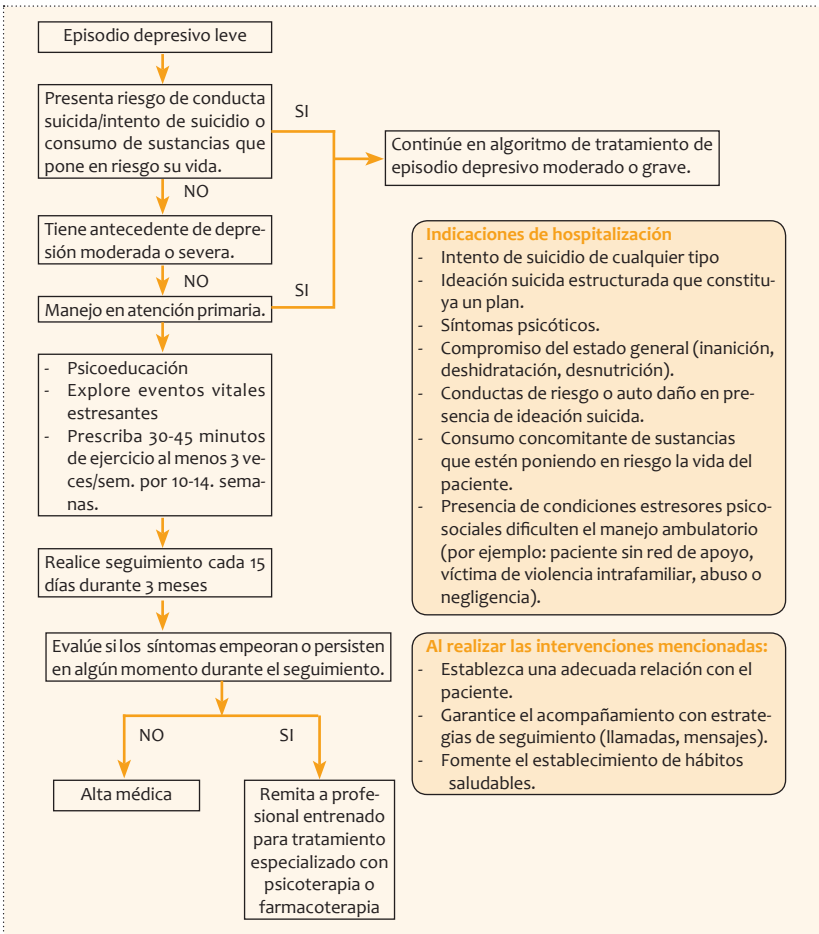 Episodio depresivo leve
Presenta riesgo de conducta
suicida/intento de suicidio o
consumo de sustancias que
pone en riesgo su vida.
SI
Continúe en algoritmo de tratamiento de
episodio depresivo moderado o grave.
NO
Tiene antecedente de depre-
sión moderada o severa.
NO
SI
Manejo en atención primaria.
- Psicoeducación
- Explore eventos vitales
estresantes
- Prescriba 30-45 minutos
de ejercicio al menos 3 ve-
ces/sem. por 10-14. sema-
nas.
Realice seguimiento cada 15
días durante 3 meses
Evalúe si los síntomas empeoran o persisten
en algún momento durante el seguimiento.
NO
SI
Alta médica
Remita a profe-
sional entrenado
para tratamiento
especializado con
psicoterapia o
farmacoterapia
Indicaciones de hospitalización
- Intento de suicidio de cualquier tipo
- Ideación suicida estructurada que constitu-
ya un plan.
- Síntomas psicóticos.
- Compromiso del estado general (inanición,
deshidratación, desnutrición).
- Conductas de riesgo o auto daño en pre-
sencia de ideación suicida.
- Consumo concomitante de sustancias
que estén poniendo en riesgo la vida del
paciente.
- Presencia de condiciones estresores psico-
sociales dificulten el manejo ambulatorio
(por ejemplo: paciente sin red de apoyo,
víctima de violencia intrafamiliar, abuso o
negligencia).
Al realizar las intervenciones mencionadas:
- Establezca una adecuada relación con el
paciente.
- Garantice el acompañamiento con estrate-
gias de seguimiento (llamadas, mensajes).
- Fomente el establecimiento de hábitos
saludables.